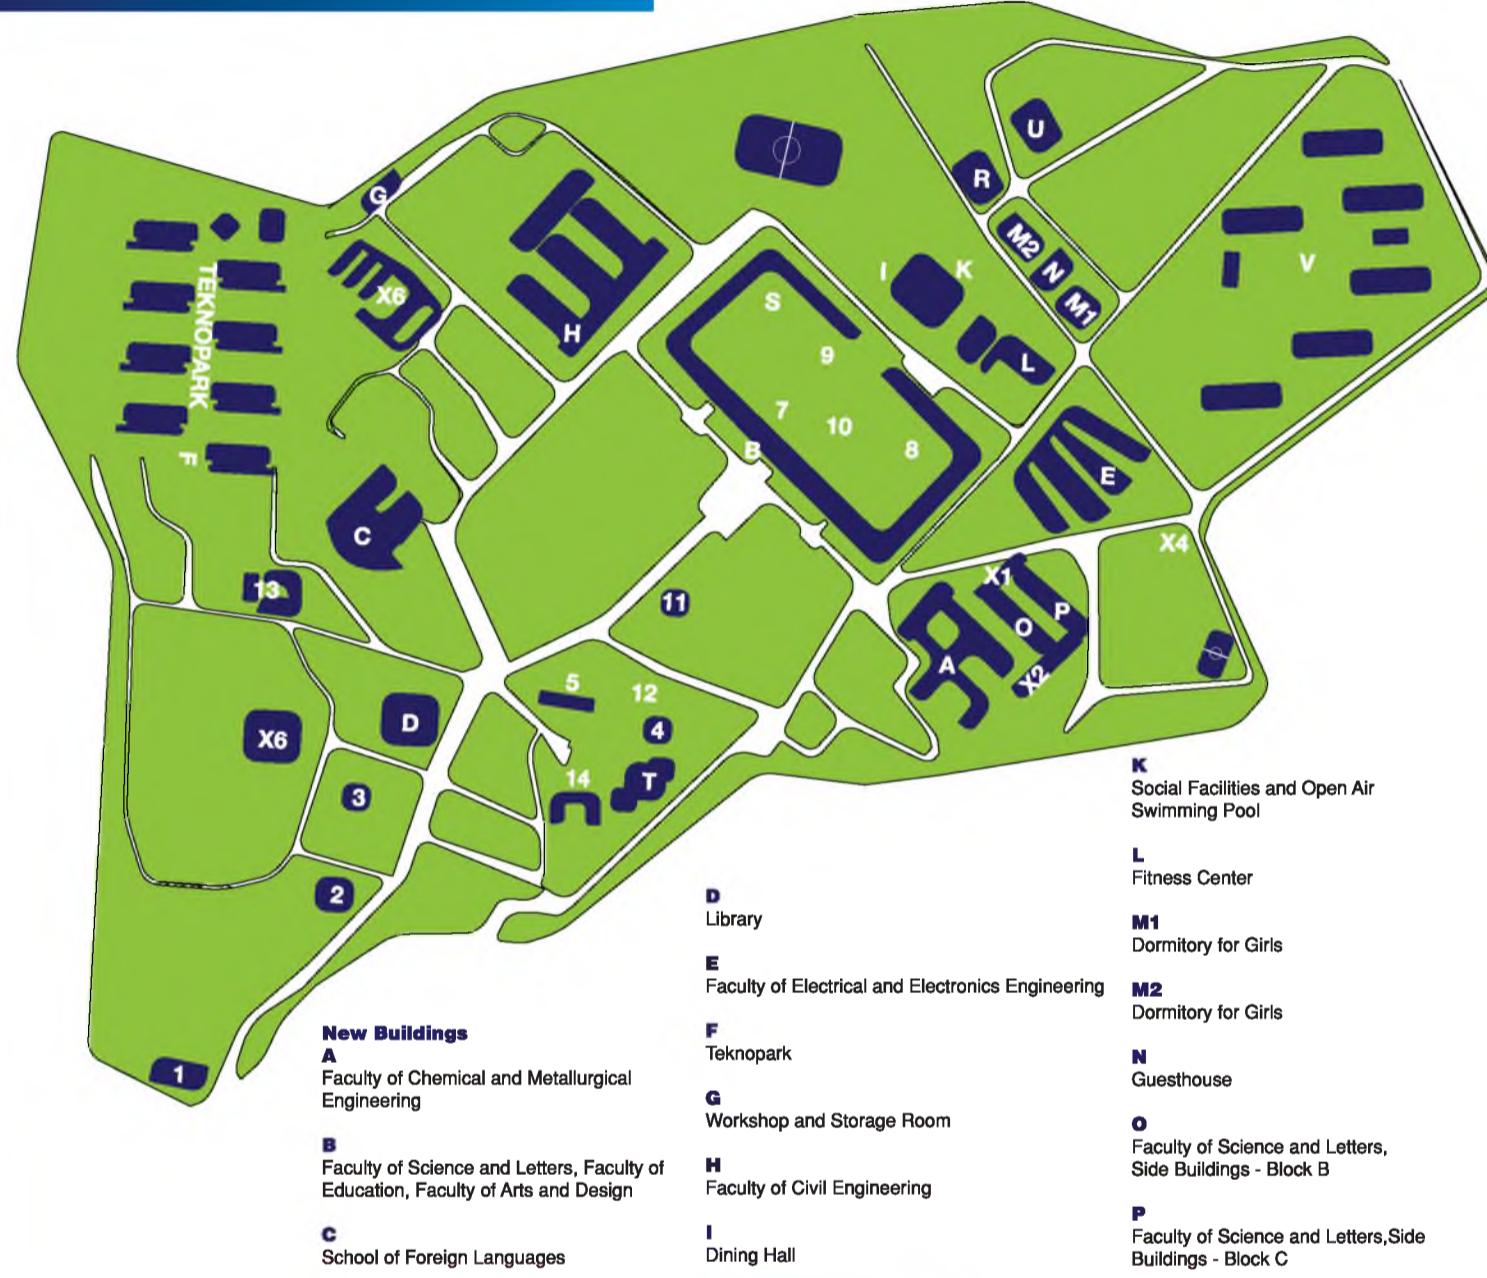 U
G
R
M2
N
M1
V
I
K
X6
H
S
9
L
TEKNOPARK
7
10
8
B
E
F
C
X4
13
11
X1
P
O
A
X2
5
12
4
D
X6
14
T
3
2
1
New Buildings
A
Faculty of Chemical and Metallurgical
Engineering
B
Faculty of Science and Letters, Faculty of
Education, Faculty of Arts and Design
C
School of Foreign Languages
D
Library
E
Faculty of Electrical and Electronics Engineering
F
Teknopark
G
Workshop and Storage Room
H
Faculty of Civil Engineering
I
Dining Hall
K
Social Facilities and Open Air
Swimming Pool
L
Fitness Center
M1
Dormitory for Girls
M2
Dormitory for Girls
N
Guesthouse
O
Faculty of Science and Letters,
Side Buildings - Block B
P
Faculty of Science and Letters,Side
Buildings - Block C